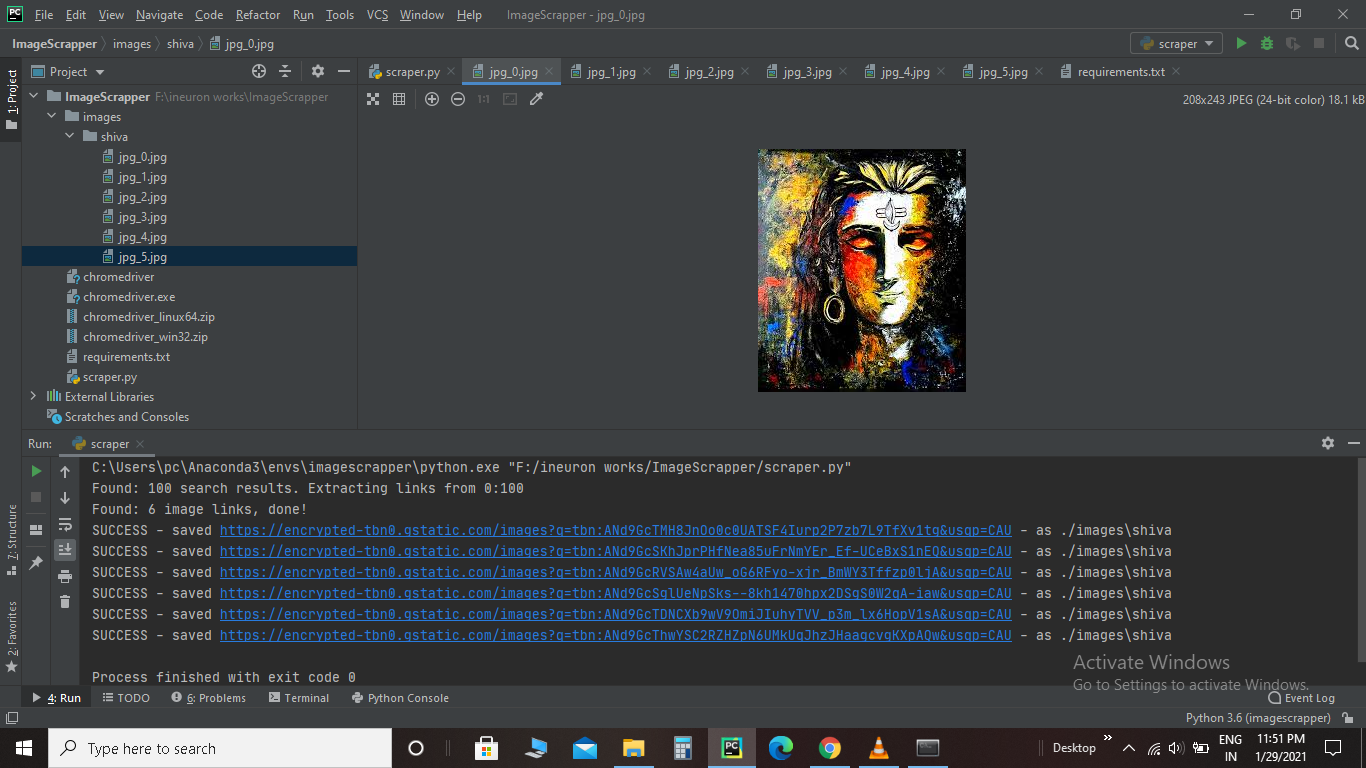 File Edit View Navigate Code Refactor Run Tools VCS Window Help ImageScrapper - jpg_0.jpg
ImageScrapper images shiva jpg_0.jpg scraper
1: Project
Project
scraper.py jpg_0.jpg jpg_1.jpg jpg_2.jpg jpg_3.jpg jpg_4.jpg jpg_5.jpg requirements.txt
ImageScrapper F:\ineuron works\ImageScrapper
images
shiva
jpg_0.jpg
jpg_1.jpg
jpg_2.jpg
jpg_3.jpg
jpg_4.jpg
jpg_5.jpg
chromedriver
chromedriver.exe
chromedriver_linux64.zip
chromedriver_win32.zip
requirements.txt
scraper.py
External Libraries
Scratches and Consoles
1:1
208x243 JPEG (24-bit color) 18.1 kB
Run: scraper
7: Structure
2: Favorites
C:\Users\pc\Anaconda3\envs\imagescrapper\python.exe "F:/ineuron works/ImageScrapper/scraper.py"
Found: 100 search results. Extracting links from 0:100
Found: 6 image links, done!
SUCCESS - saved https://encrypted-tbn0.gstatic.com/images?q=tbn:ANd9GcTMH8JnOo0c0UATSF4Iurp2P7zb7L9TfXv1tg&usqp=CAU - as ./images\shiva
SUCCESS - saved https://encrypted-tbn0.gstatic.com/images?q=tbn:ANd9GcSKhJprPHfNea85uFrNmYEr_Ef-UCeBxS1nEQ&usqp=CAU - as ./images\shiva
SUCCESS - saved https://encrypted-tbn0.gstatic.com/images?q=tbn:ANd9GcRVSAw4aUw_oG6RFyo-xjr_BmWY3Tffzp0ljA&usqp=CAU - as ./images\shiva
SUCCESS - saved https://encrypted-tbn0.gstatic.com/images?q=tbn:ANd9GcSqlUeNpSks--8kh1470hpx2DSgS0W2qA-iaw&usqp=CAU - as ./images\shiva
SUCCESS - saved https://encrypted-tbn0.gstatic.com/images?q=tbn:ANd9GcTDNCXb9wV9OmiJIuhyTVV_p3m_lx6HopV1sA&usqp=CAU - as ./images\shiva
SUCCESS - saved https://encrypted-tbn0.gstatic.com/images?q=tbn:ANd9GcThwYSC2RZHZpN6UMkUqJhzJHaagcvqKXpAQw&usqp=CAU - as ./images\shiva
Process finished with exit code 0
Activate Windows
Go to Settings to activate Windows.
4: Run TODO 6: Problems Terminal Python Console Event Log
Python 3.6 (imagescrapper)
Type here to search
Desktop
ENG
IN
11:51 PM
1/29/2021